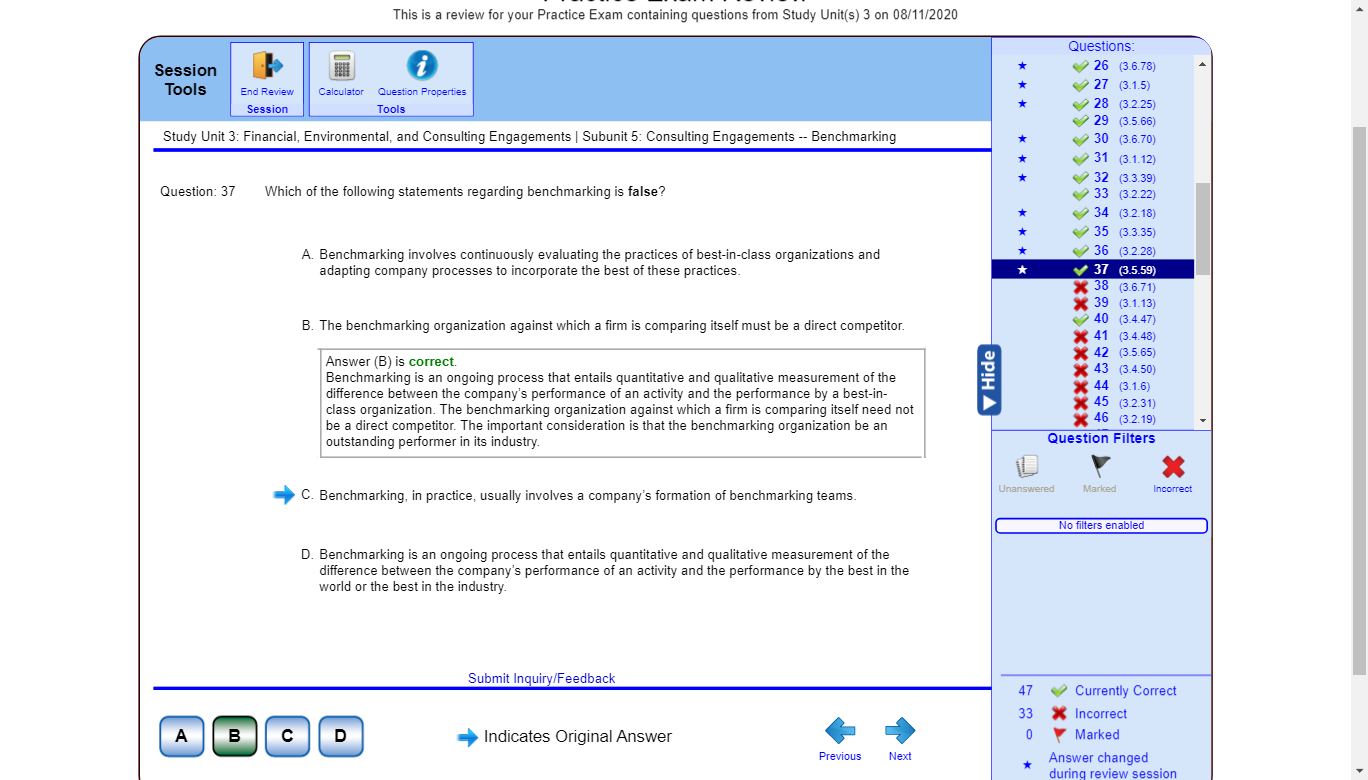 This is a review for your Practice Exam containing questions from Study Unit(s) 3 on 08/11/2020
Session
Tools
End Review
Session
Calculator
Question Properties
Tools
Study Unit 3: Financial, Environmental, and Consulting Engagements | Subunit 5: Consulting Engagements -- Benchmarking
Question: 37
Which of the following statements regarding benchmarking is false?
A. Benchmarking involves continuously evaluating the practices of best-in-class organizations and
adapting company processes to incorporate the best of these practices.
B. The benchmarking organization against which a firm is comparing itself must be a direct competitor.
Answer (B) is correct.
Benchmarking is an ongoing process that entails quantitative and qualitative measurement of the
difference between the company's performance of an activity and the performance by a best-in-
class organization. The benchmarking organization against which a firm is comparing itself need not
be a direct competitor. The important consideration is that the benchmarking organization be an
outstanding performer in its industry.
C. Benchmarking, in practice, usually involves a company's formation of benchmarking teams.
D. Benchmarking is an ongoing process that entails quantitative and qualitative measurement of the
difference between the company's performance of an activity and the performance by the best in the
world or the best in the industry.
Submit Inquiry/Feedback
A
B
C
D
Indicates Original Answer
Previous
Next
Hide
Questions:
26 (3.6.78)
27 (3.1.5)
28 (3.2.25)
29 (3.5.66)
30 (3.6.70)
31 (3.1.12)
32 (3.3.39)
33 (3.2.22)
34 (3.2.18)
35 (3.3.35)
36 (3.2.28)
37 (3.5.59)
38 (3.6.71)
39 (3.1.13)
40 (3.4.47)
41 (3.4.48)
42 (3.5.65)
43 (3.4.50)
44 (3.1.6)
45 (3.2.31)
46 (3.2.19)
Question Filters
Unanswered
Marked
Incorrect
No filters enabled
47 Currently Correct
33 Incorrect
0 Marked
Answer changed
during review session